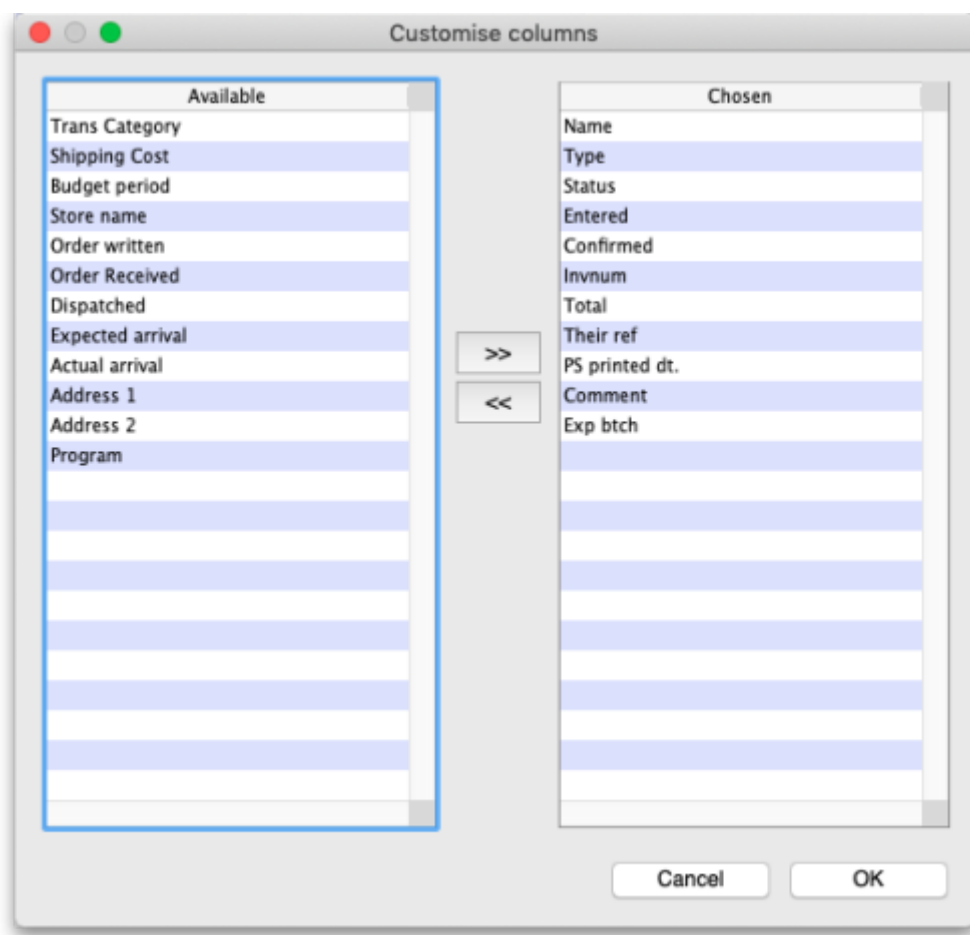 Customise columns
Available
Trans Category
Shipping Cost
Budget period
Store name
Order written
Order Received
Dispatched
Expected arrival
Actual arrival
Address 1
Address 2
Program
>>
<<
Chosen
Name
Type
Status
Entered
Confirmed
Invnum
Total
Their ref
PS printed dt.
Comment
Exp btch
Cancel
OK